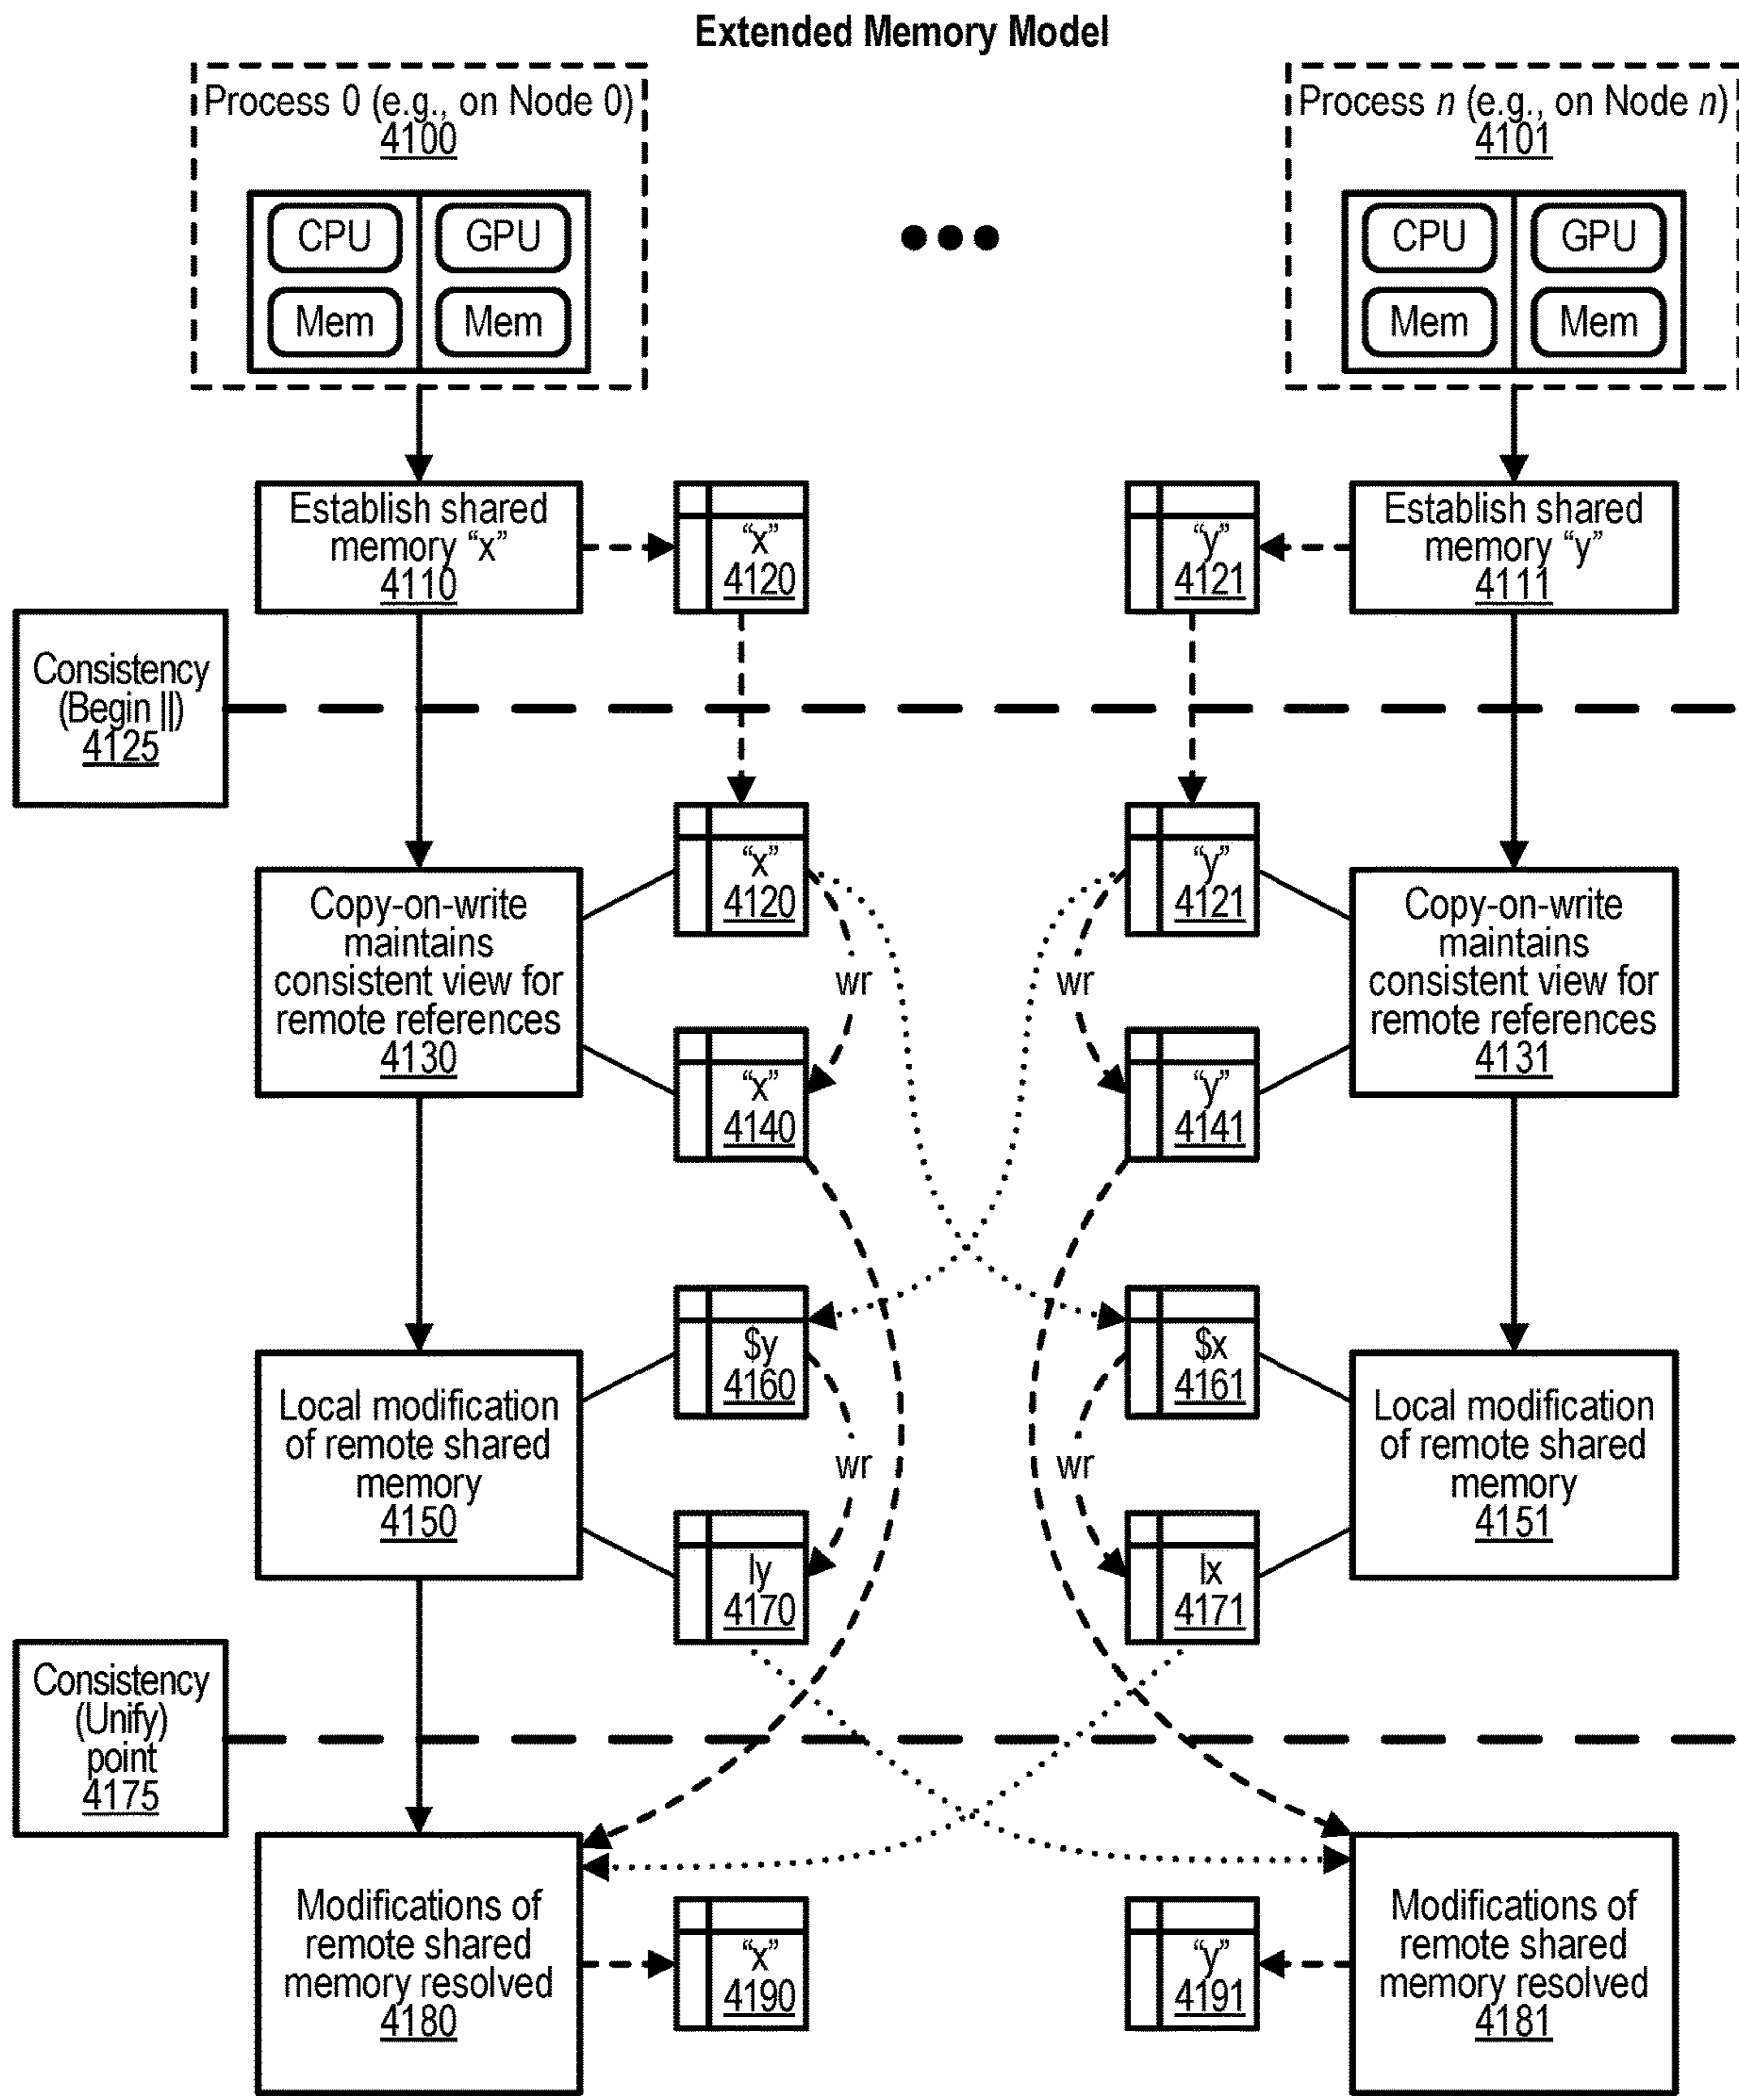 Extended Memory Model
Process 0 (e.g., on Node 0)
4100
CPU
GPU
Mem
Mem
Process n (e.g., on Node n)
4101
CPU
GPU
Mem
Mem
Establish shared
memory “x”
4110
“x”
4120
“y”
4121
Establish shared
memory “y”
4111
Consistency
(Begin ||)
4125
Copy-on-write
maintains
consistent view for
remote references
4130
“x”
4120
wr
“x”
4140
“y”
4121
wr
“y”
4141
Copy-on-write
maintains
consistent view for
remote references
4131
Local modification
of remote shared
memory
4150
$y
4160
wr
ly
4170
$x
4161
wr
lx
4171
Local modification
of remote shared
memory
4151
Consistency
(Unify)
point
4175
Modifications of
remote shared
memory resolved
4180
“x”
4190
“y”
4191
Modifications of
remote shared
memory resolved
4181